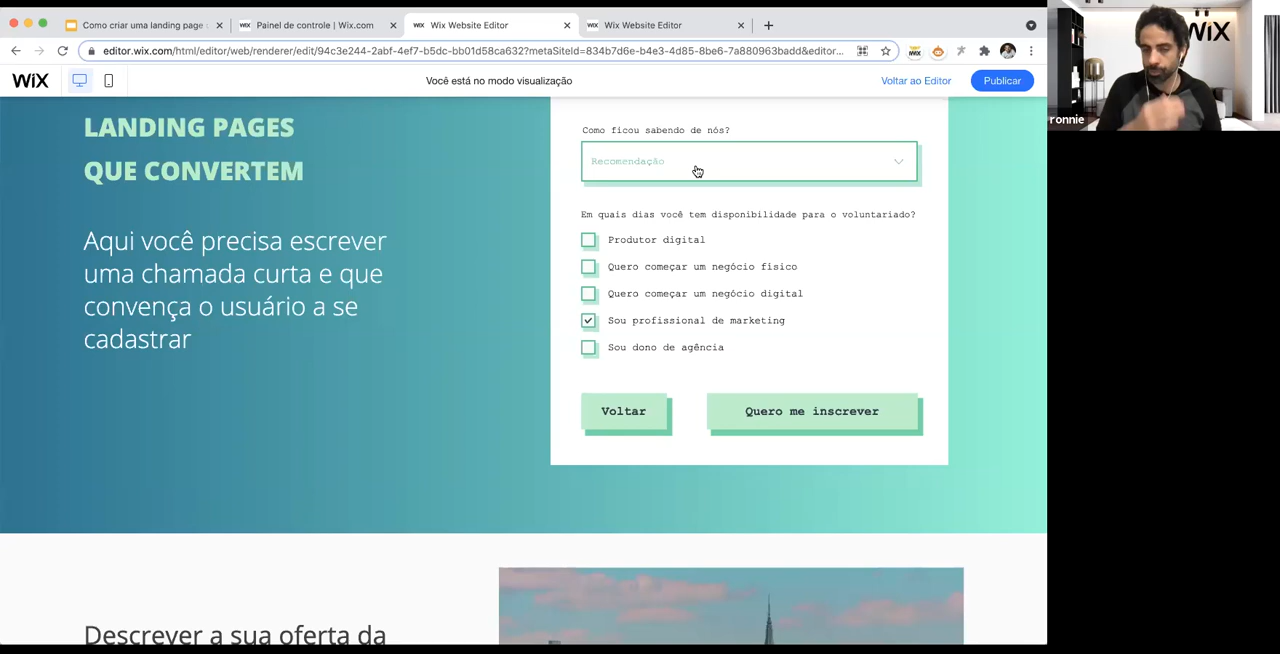 Como criar uma landing page
Painel de controle | Wix.com
Wix Website Editor
Wix Website Editor
editor.wix.com/html/editor/web/renderer/edit/94c3e244-2abf-4ef7-b5dc-bb01d58ca632?metaSiteId=834b7d6e-b4e3-4d85-8be6-7a880963badd&editor...
WiX
Você está no modo visualização
Voltar ao Editor
Publicar
WiX
ronnie
LANDING PAGES
QUE CONVERTEM
Aqui você precisa escrever
uma chamada curta e que
convença o usuário a se
cadastrar
Como ficou sabendo de nós?
Recomendação
Em quais dias você tem disponibilidade para o voluntariado?
Produtor digital
Quero começar um negócio físico
Quero começar um negócio digital
Sou profissional de marketing
Sou dono de agência
Voltar
Quero me inscrever
Descrever a sua oferta da